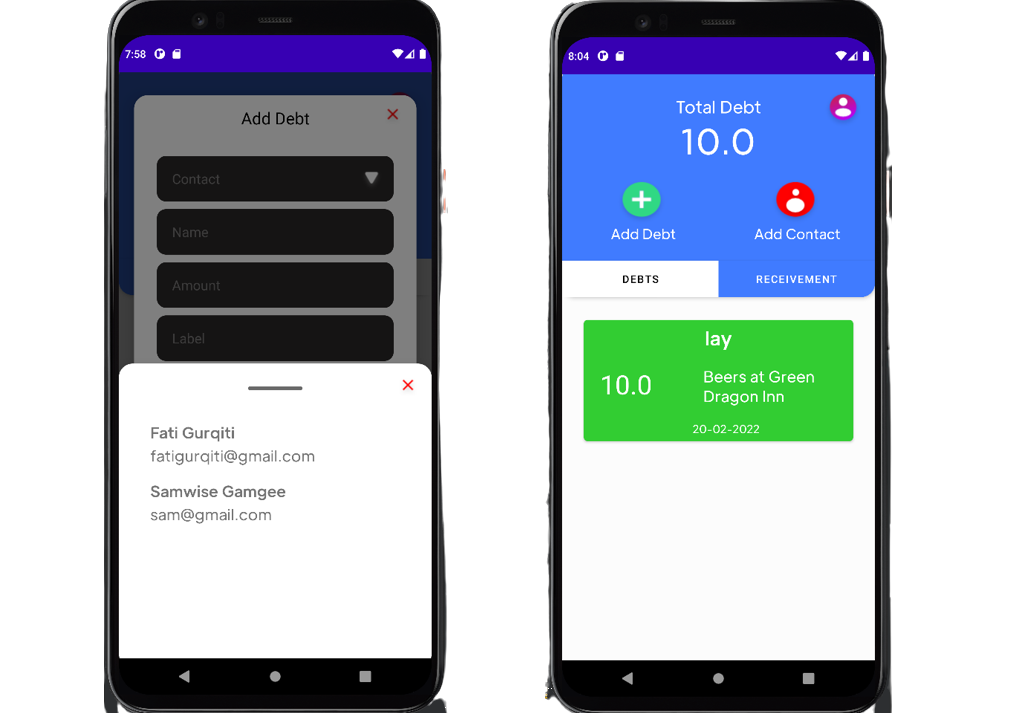 7:58
Add Debt
Contact
Name
Amount
Label
Fati Gurqiti
fatigurqiti@gmail.com
Samwise Gamgee
sam@gmail.com
8:04
Total Debt
10.0
Add Debt
Add Contact
DEBTS
RECEIVEMENT
lay
10.0
Beers at Green
Dragon Inn
20-02-2022